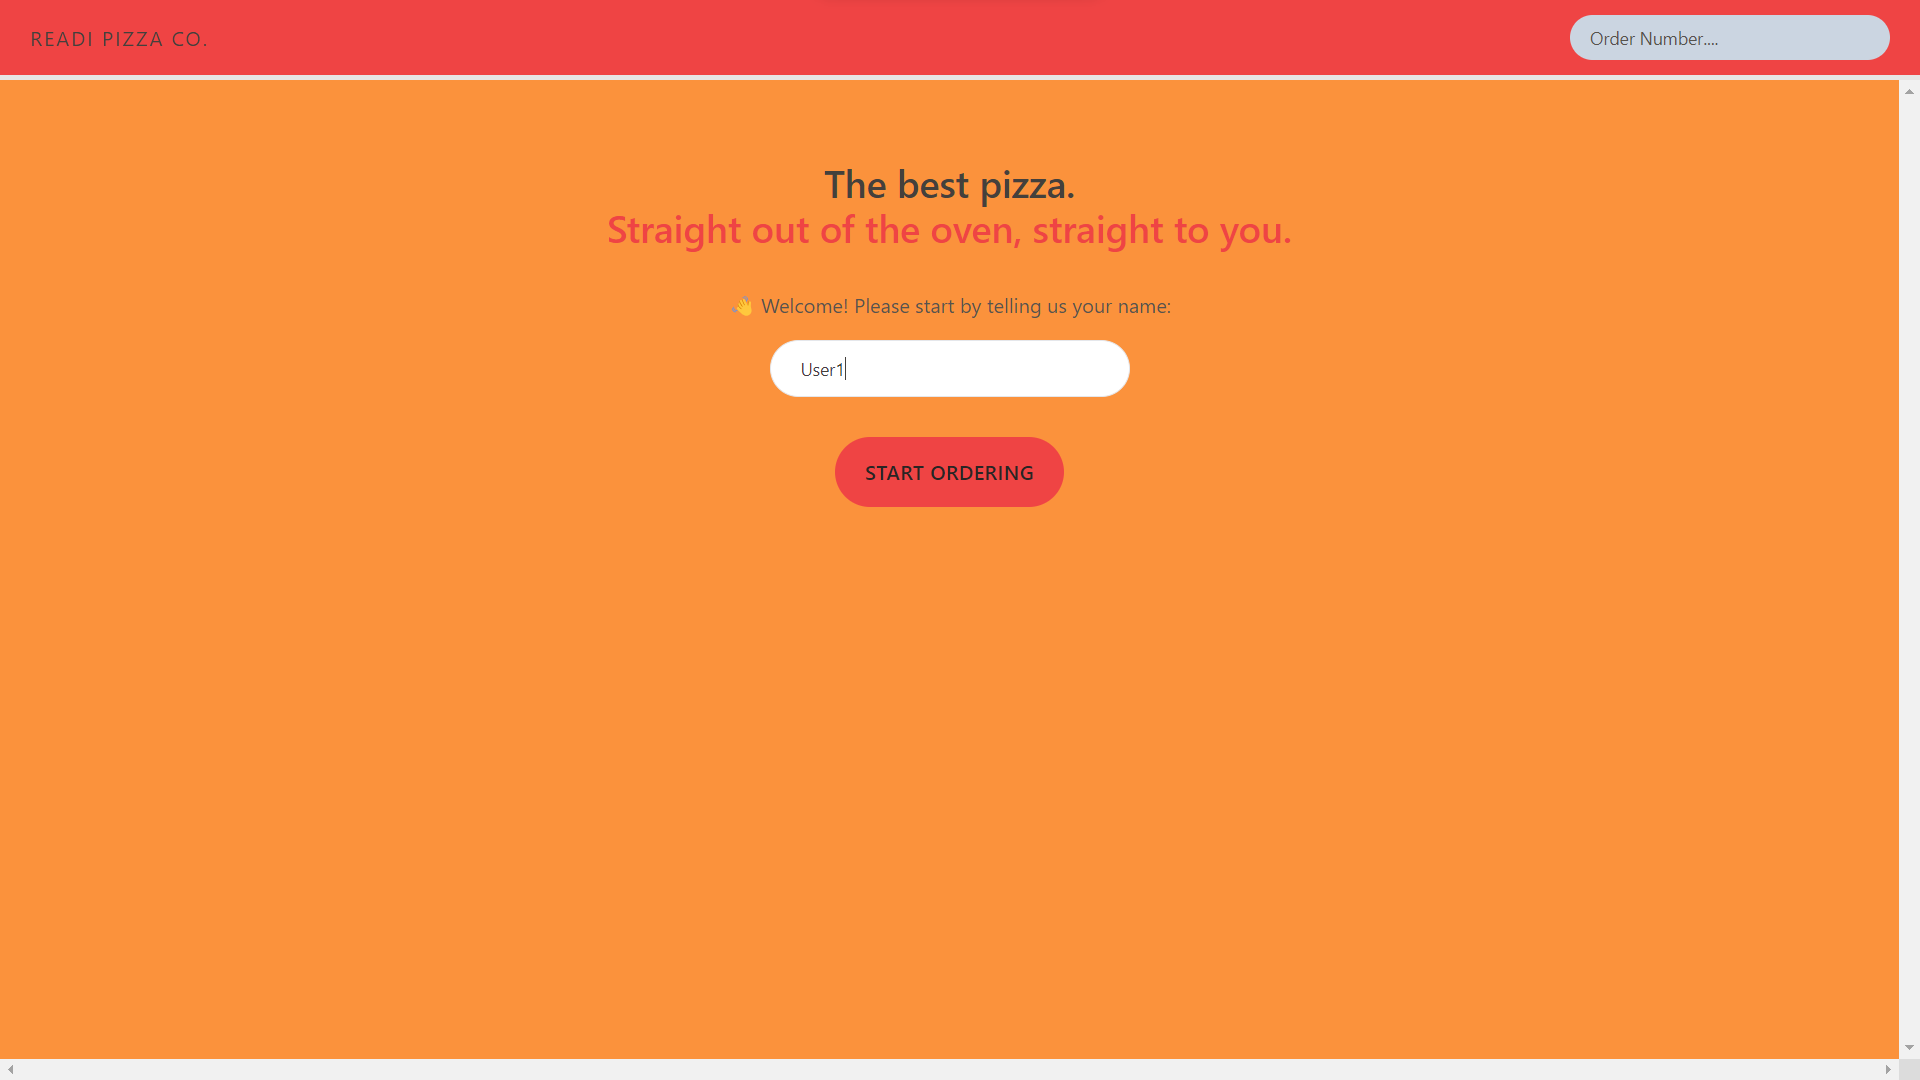 READI PIZZA CO.
Order Number....
The best pizza.
Straight out of the oven, straight to you.
👋 Welcome! Please start by telling us your name:
User1
START ORDERING